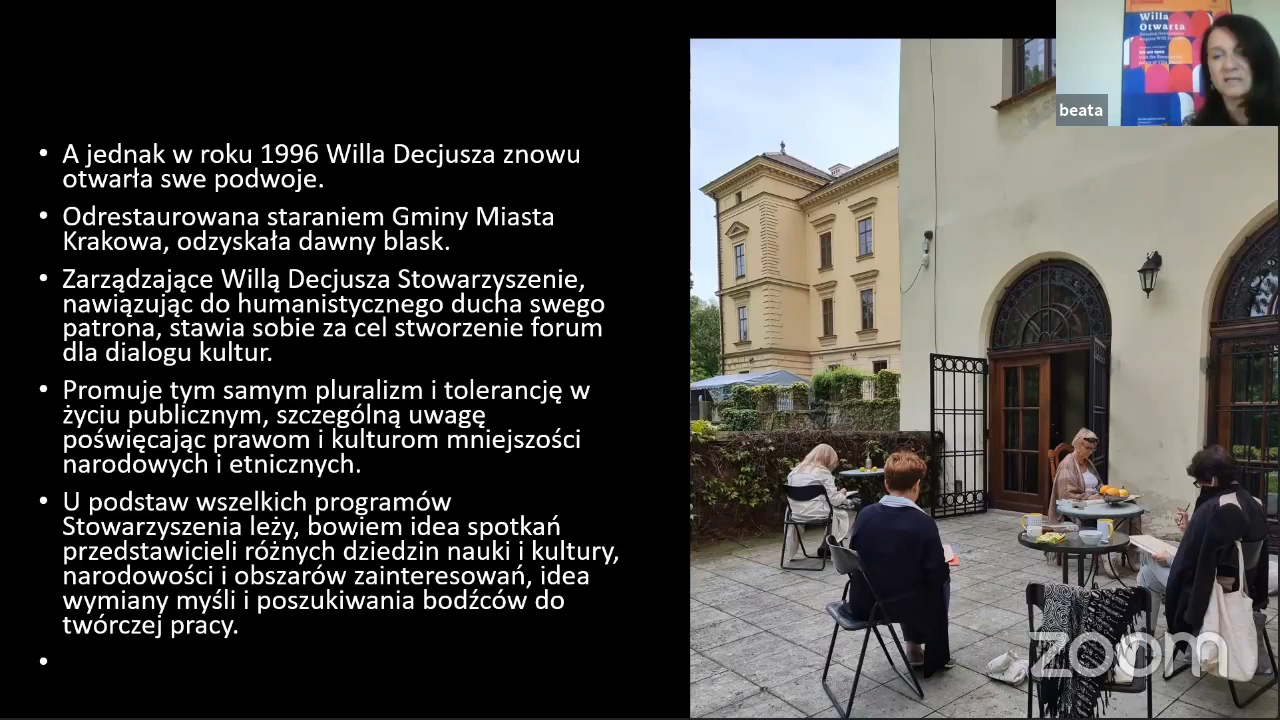 • A jednak w roku 1996 Willa Decjusza znowu
otwarła swe podwoje.
• Odrestaurowana staraniem Gminy Miasta
Krakowa, odzyskała dawny blask.
• Zarządzające Willą Decjusza Stowarzyszenie,
nawiązując do humanistycznego ducha swego
patrona, stawia sobie za cel stworzenie forum
dla dialogu kultur.
• Promuje tym samym pluralizm i tolerancję w
życiu publicznym, szczególną uwagę
poświęcając prawom i kulturom mniejszości
narodowych i etnicznych.
• U podstaw wszelkich programów
Stowarzyszenia leży, bowiem idea spotkań
przedstawicieli różnych dziedzin nauki i kultury,
narodowości i obszarów zainteresowań, idea
wymiany myśli i poszukiwania bodźców do
twórczej pracy.
•
Willa
Otwarta
beata
zoom